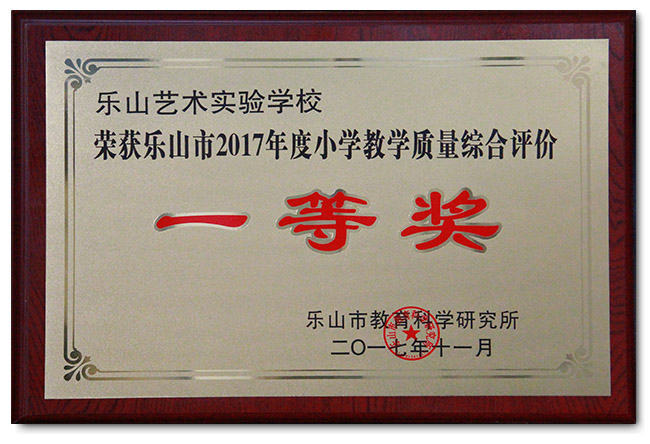 乐山艺术实验学校
荣获乐山市2017年度小学教学质量综合评价
一等奖
乐山市教育科学研究所
二〇一七年十一月